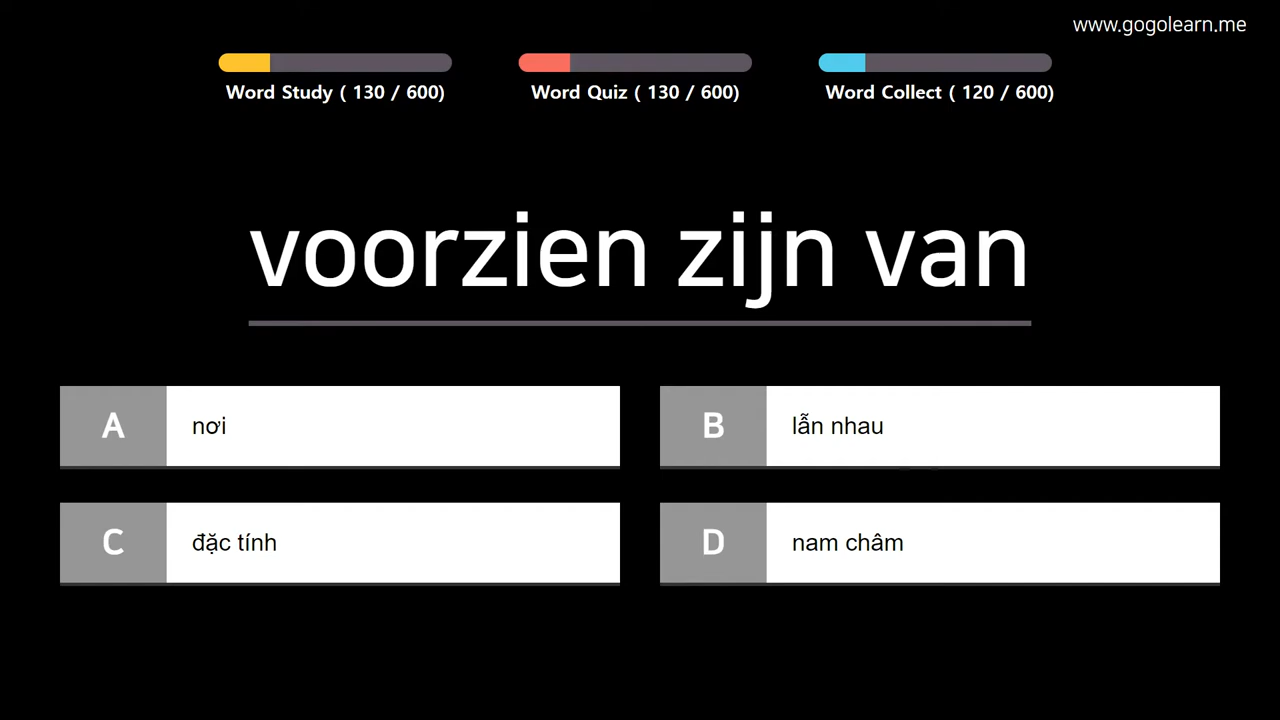 www.gogolearn.me
Word Study ( 130 / 600)
Word Quiz ( 130 / 600)
Word Collect ( 120 / 600)
voorzien zijn van
A nơi
B lẫn nhau
C đặc tính
D nam châm